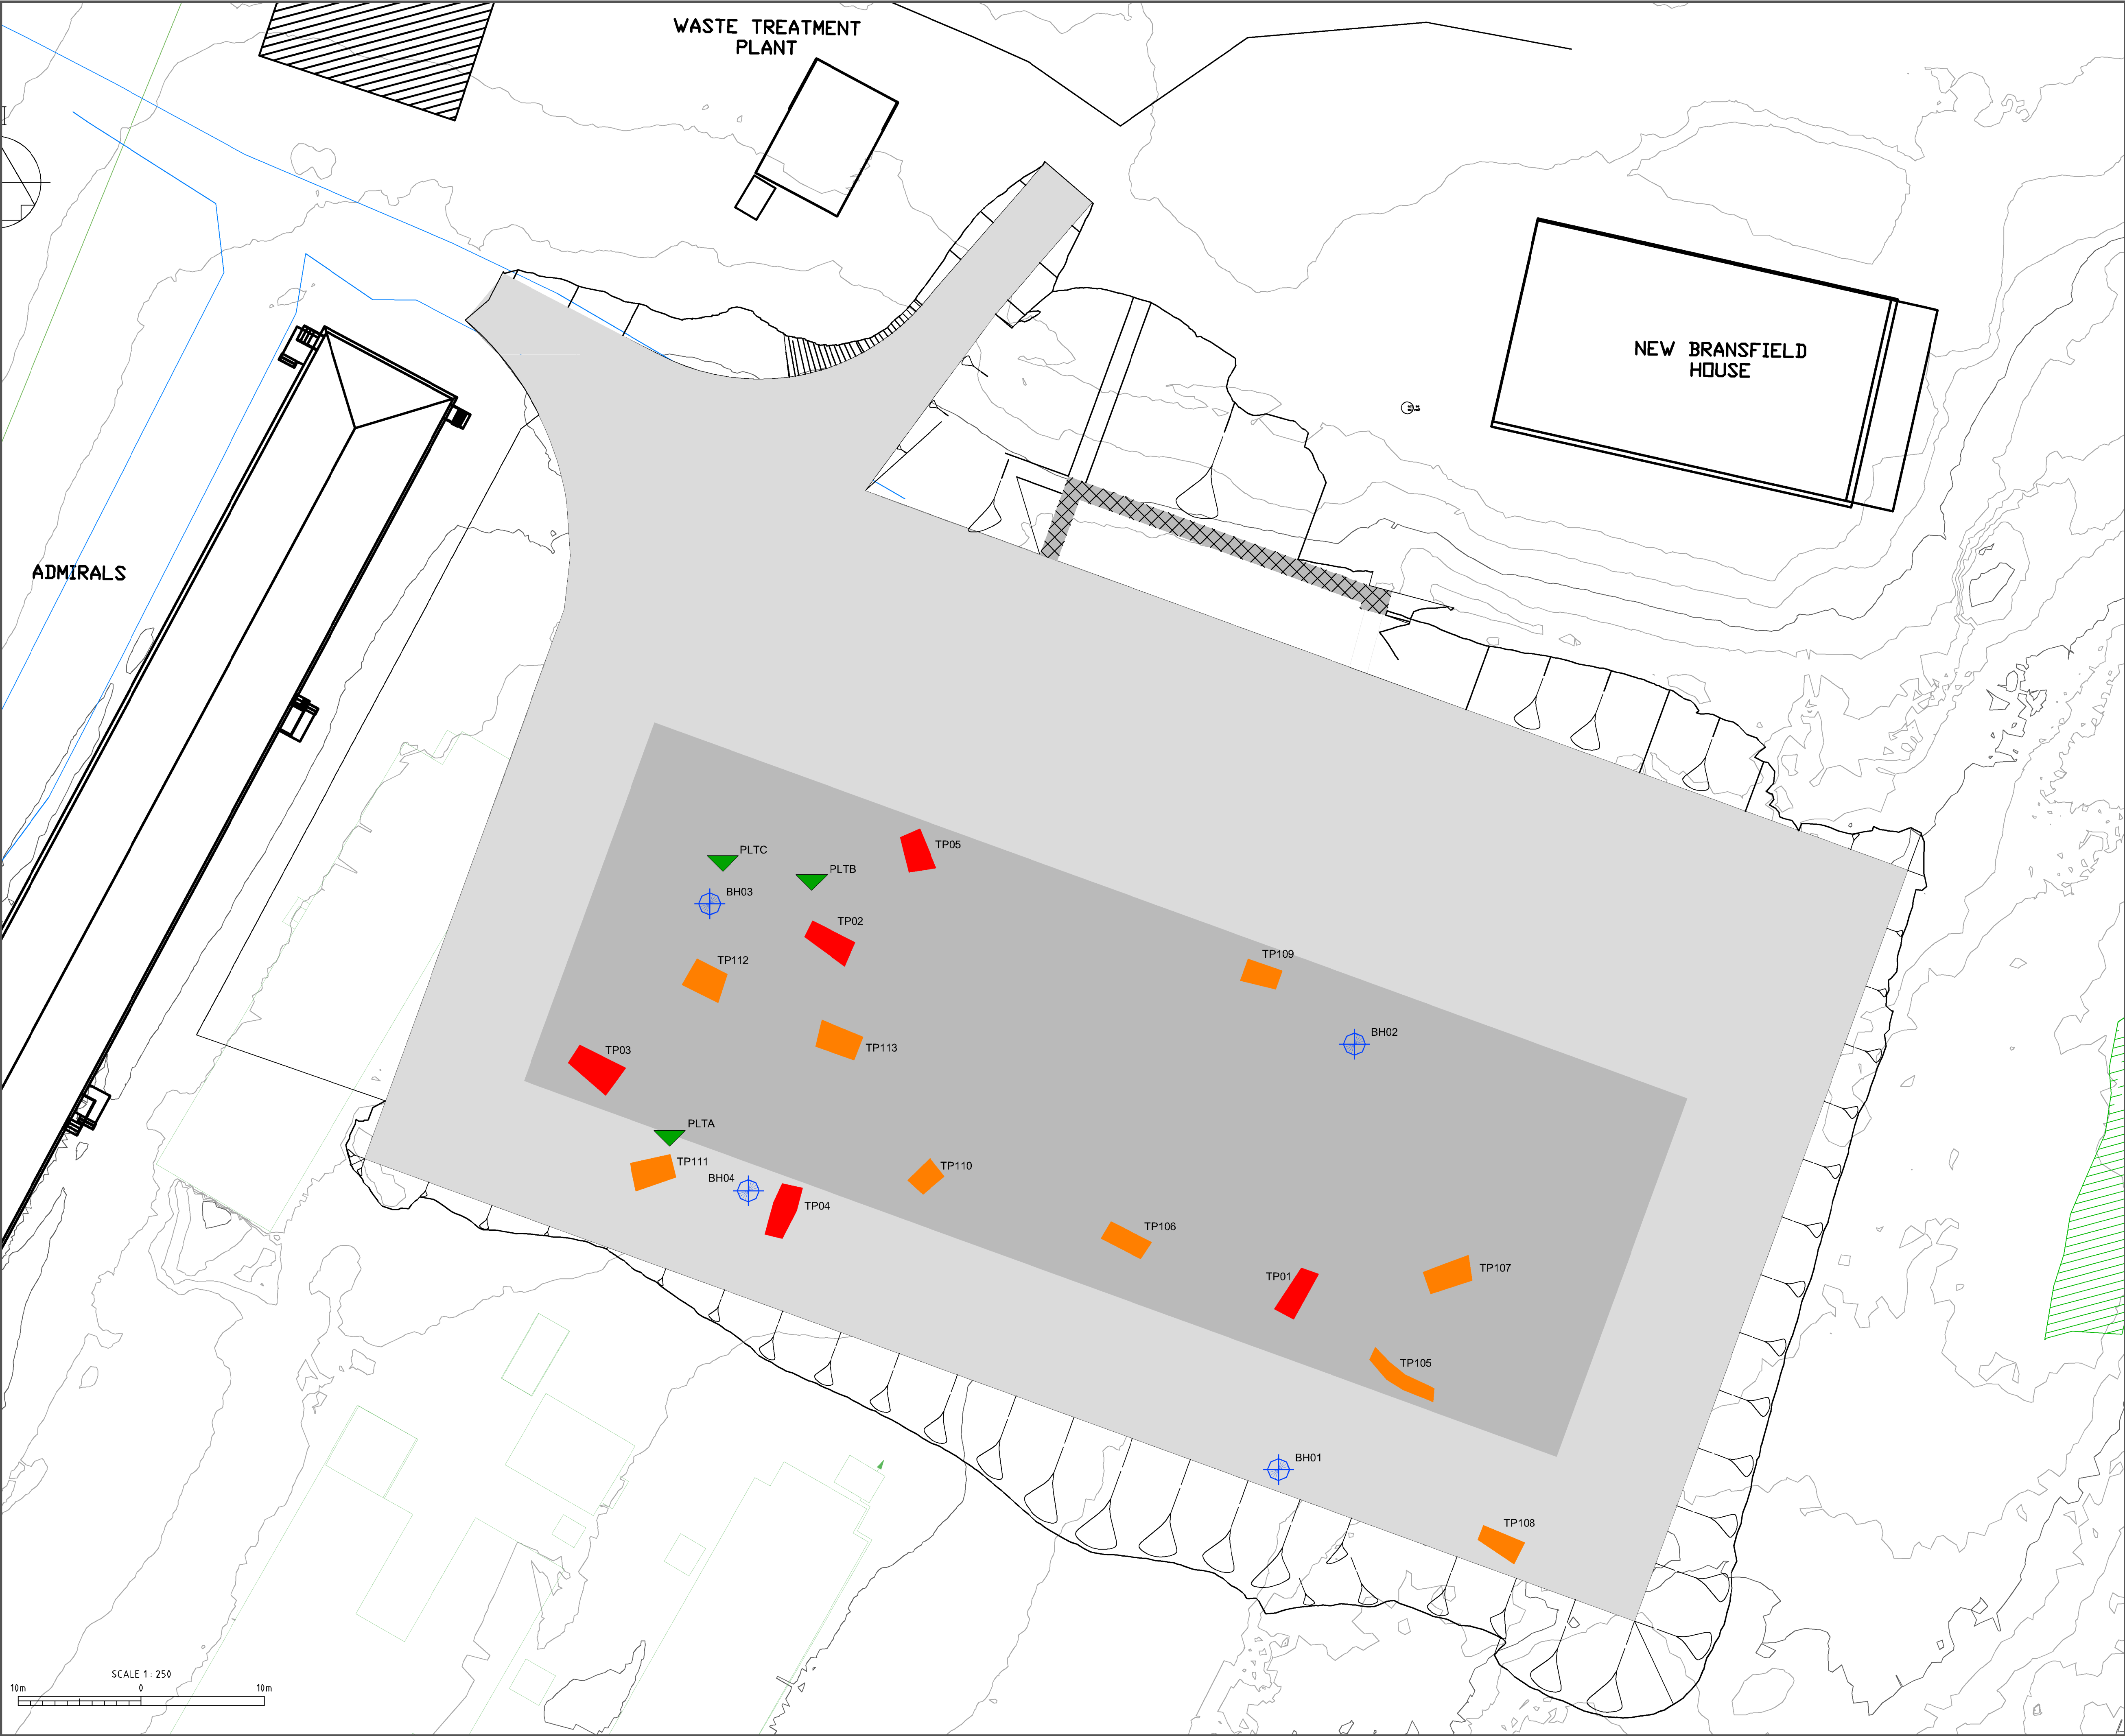 WASTE TREATMENT
PLANT
NEW BRANSFIELD
HOUSE
ADMIRALS
PLTC
TP05
PLTB
BH03
TP02
TP109
TP112
BH02
TP113
TP03
PLTA
TP111
TP110
BH04
TP04
TP106
TP107
TP01
TP105
BH01
TP108
SCALE 1 : 250
10m 0 10m